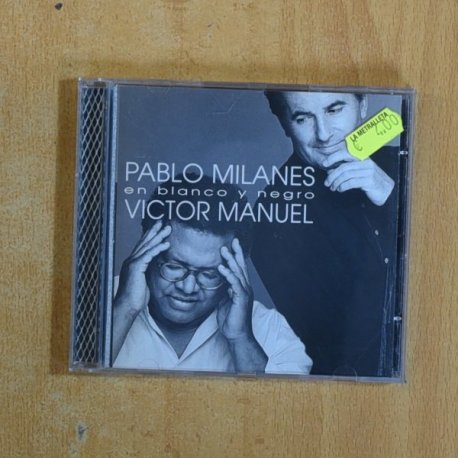 PABLO MILANES
en blanco y negro
VICTOR MANUEL
LA METRALLETA
€ 4.00